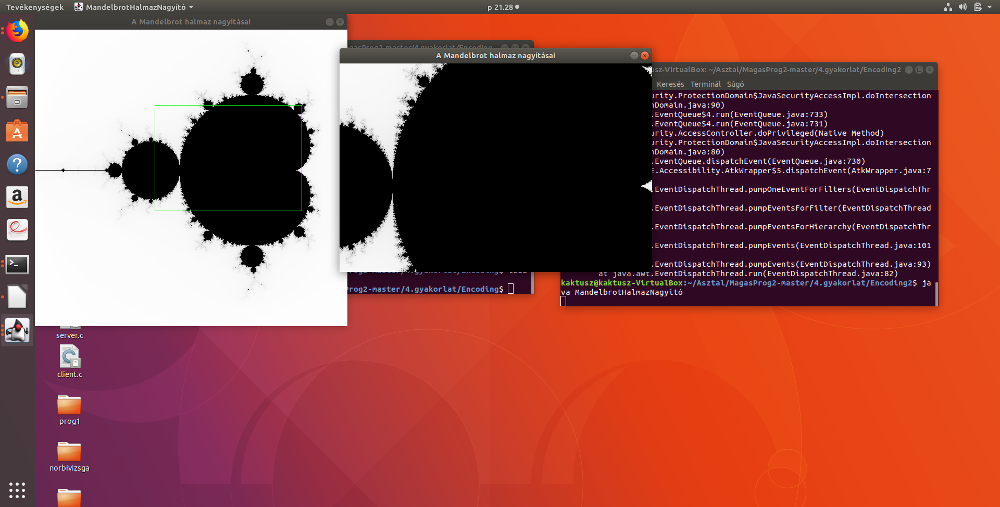 Tevékenységek
MandelbrotHalmazNagyító
p 21.28
A Mandelbrot halmaz nagyításai
gasProg2-master/4.gyakorlat/Encoding
A Mandelbrot halmaz nagyításai
usz-VirtualBox: ~/Asztal/MagasProg2-master/4.gyakorlat/Encoding2
Keresés Terminál Súgó
urity.ProtectionDomain$JavaSecurityAccessImpl.doIntersection
nDomain.java:90)
.EventQueue$4.run(EventQueue.java:733)
.EventQueue$4.run(EventQueue.java:731)
urity.AccessController.doPrivileged(Native Method)
urity.ProtectionDomain$JavaSecurityAccessImpl.doIntersection
nDomain.java:80)
.EventQueue.dispatchEvent(EventQueue.java:730)
E.Accessibility.AtkWrapper$5.dispatchEvent(AtkWrapper.java:7
.EventDispatchThread.pumpOneEventForFilters(EventDispatchThr
.EventDispatchThread.pumpEventsForFilter(EventDispatchThread
.EventDispatchThread.pumpEventsForHierarchy(EventDispatchThr
.EventDispatchThread.pumpEvents(EventDispatchThread.java:101
.EventDispatchThread.pumpEvents(EventDispatchThread.java:93)
at java.awt.EventDispatchThread.run(EventDispatchThread.java:82)
kaktusz@kaktusz-VirtualBox:~/Asztal/MagasProg2-master/4.gyakorlat/Encoding2$ ja
va MandelbrotHalmazNagyító
Prog2-master/4.gyakorlat/Encoding$
server.c
client.c
prog1
norbivizsga